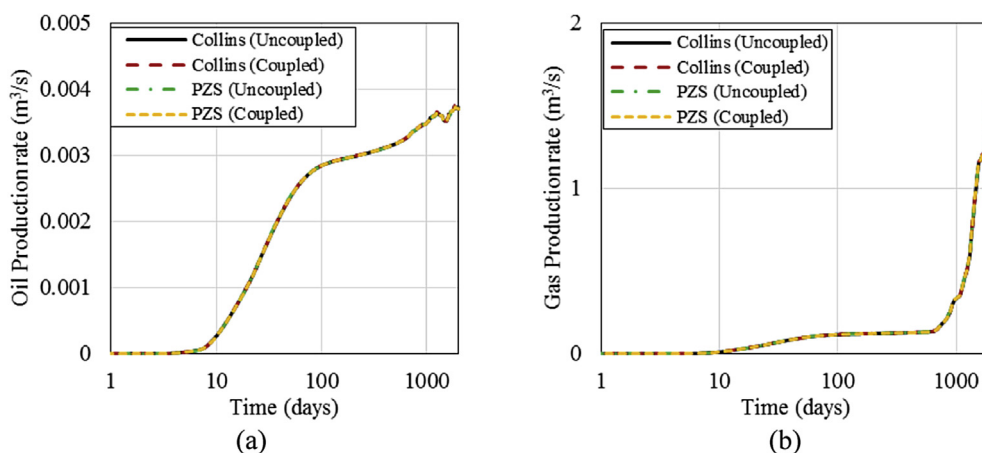 0.005
0.004
0.003
0.002
0.001
0
Oil Production rate (m³/s)
Collins (Uncoupled)
Collins (Coupled)
PZS (Uncoupled)
PZS (Coupled)
1 10 100 1000
Time (days)
(a)
2
1
0
Gas Production rate (m³/s)
Collins (Uncoupled)
Collins (Coupled)
PZS (Uncoupled)
PZS (Coupled)
1 10 100 1000
Time (days)
(b)